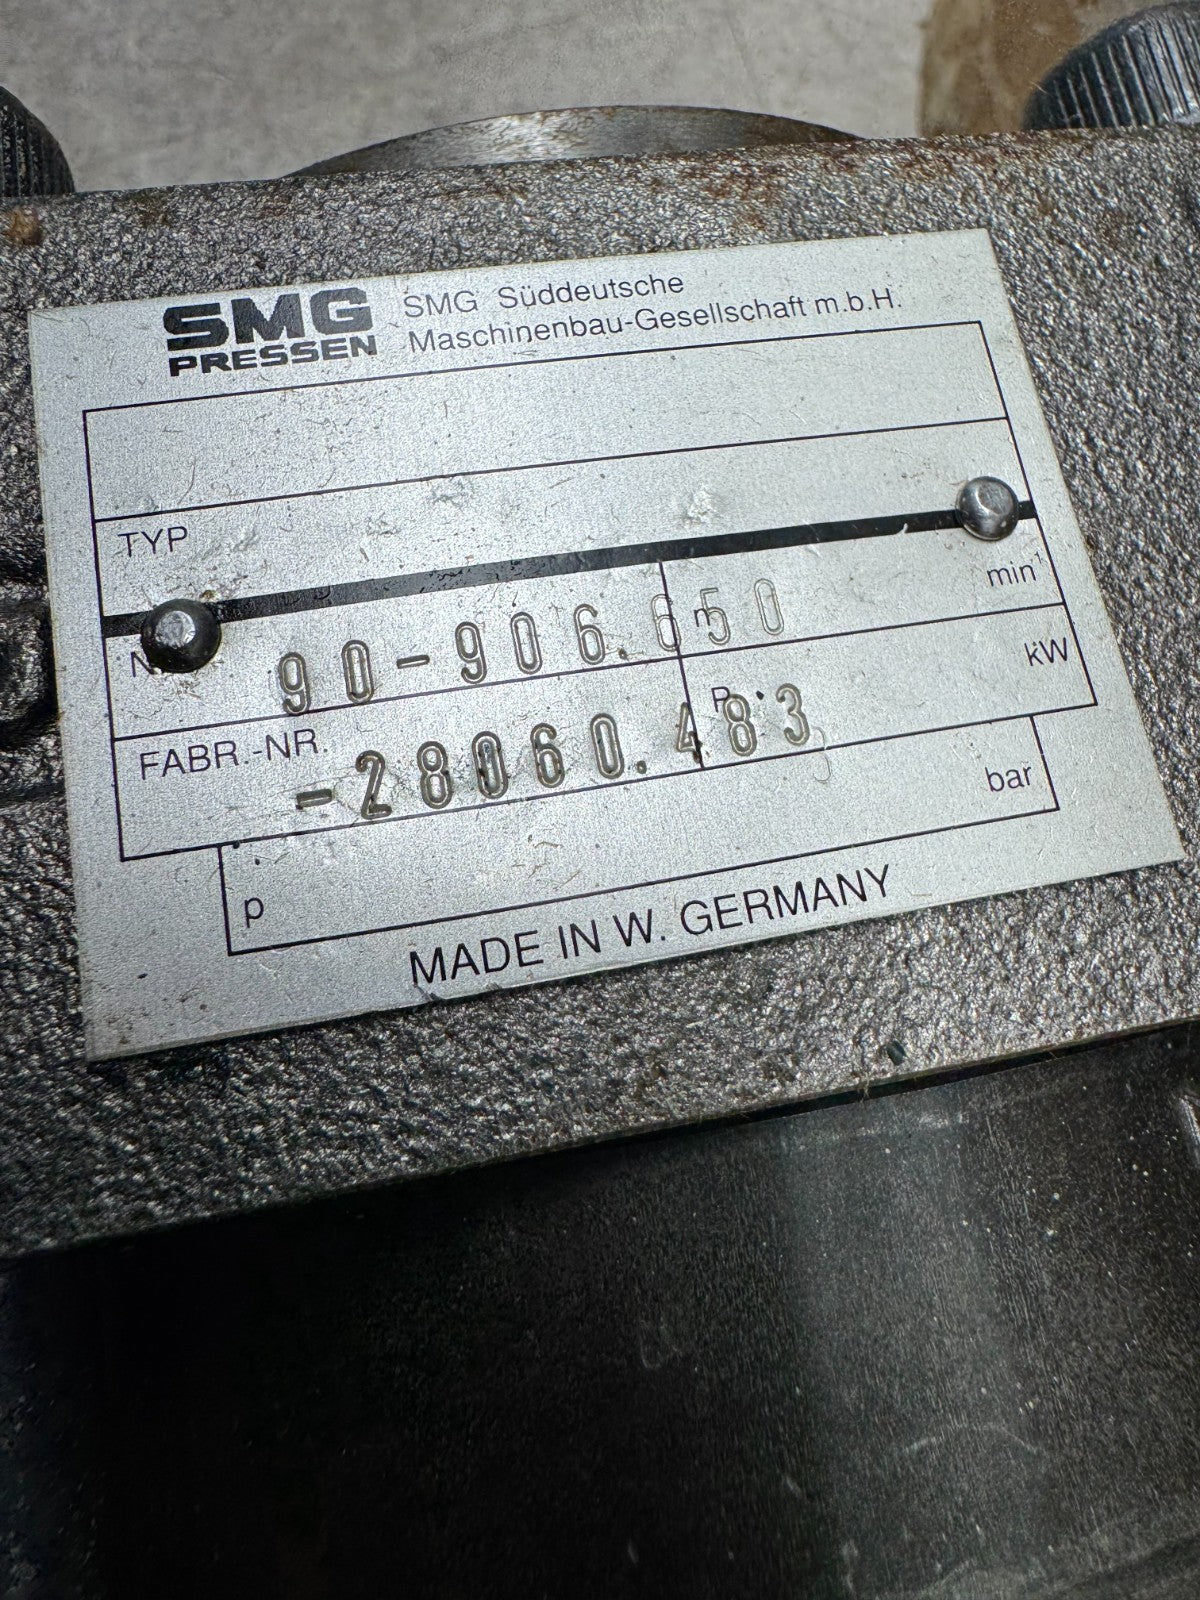 SMG
PRESSEN
SMG Süddeutsche
Maschinenbau-Gesellschaft m.b.H.
TYP
90-906.650
n
min¹
FABR.-NR.
-28060.483
P
kW
p
bar
MADE IN W. GERMANY